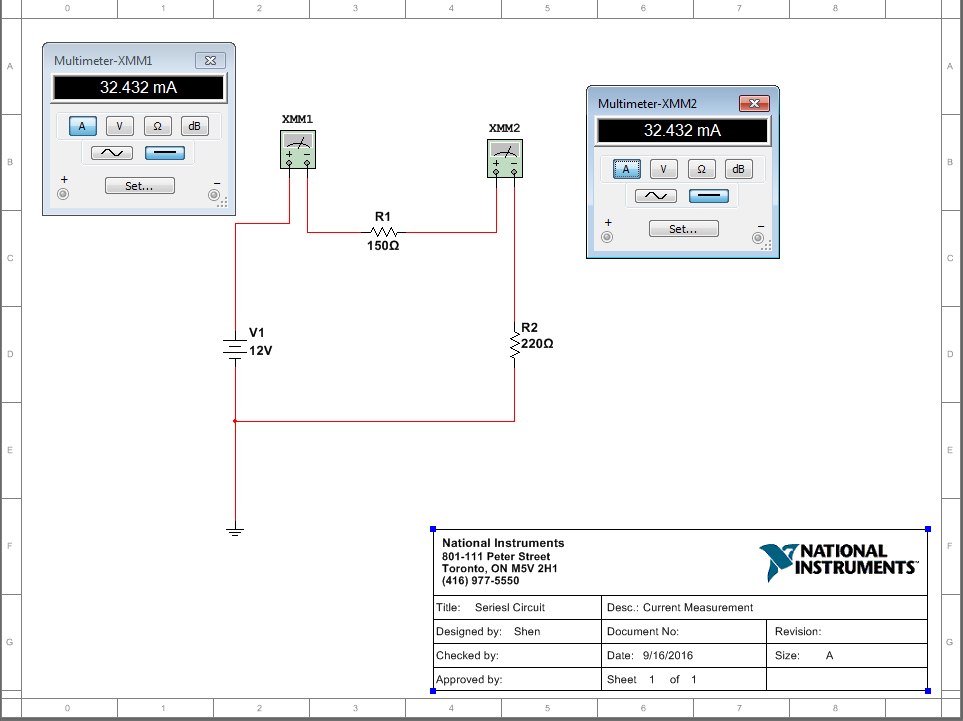 0 1 2 3 4 5 6 7 8
A A
Multimeter-XMM1
32.432 mA
A V Ω dB
Set...
+ −
Multimeter-XMM2
32.432 mA
A V Ω dB
Set...
+ −
XMM1
+ −
XMM2
+ −
B B
R1
150Ω
C C
V1
12V
R2
220Ω
D D
E E
F F
National Instruments
801-111 Peter Street
Toronto, ON M5V 2H1
(416) 977-5550
NATIONAL
INSTRUMENTS™
Title: Seriesl Circuit Desc.: Current Measurement
Designed by: Shen Document No: Revision:
Checked by: Date: 9/16/2016 Size: A
Approved by: Sheet 1 of 1
G G
0 1 2 3 4 5 6 7 8